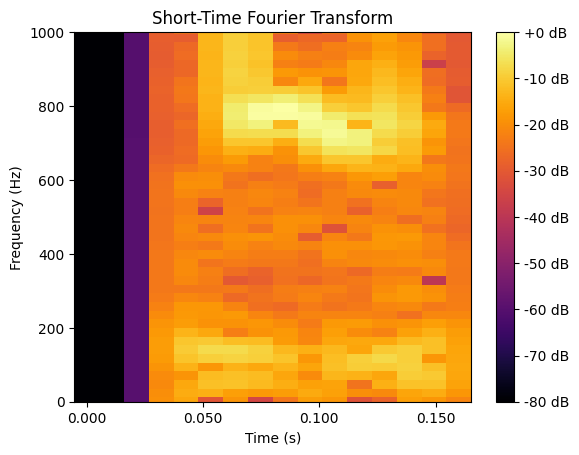 Short-Time Fourier Transform
Frequency (Hz)
1000
800
600
400
200
0
0.000
0.050
0.100
0.150
Time (s)
+0 dB
-10 dB
-20 dB
-30 dB
-40 dB
-50 dB
-60 dB
-70 dB
-80 dB